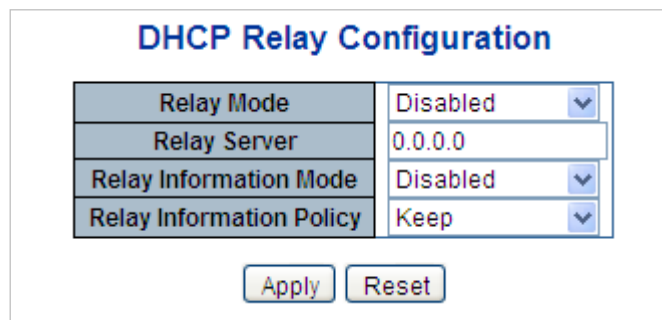 DHCP Relay Configuration
Relay Mode Disabled
Relay Server 0.0.0.0
Relay Information Mode Disabled
Relay Information Policy Keep
Apply Reset